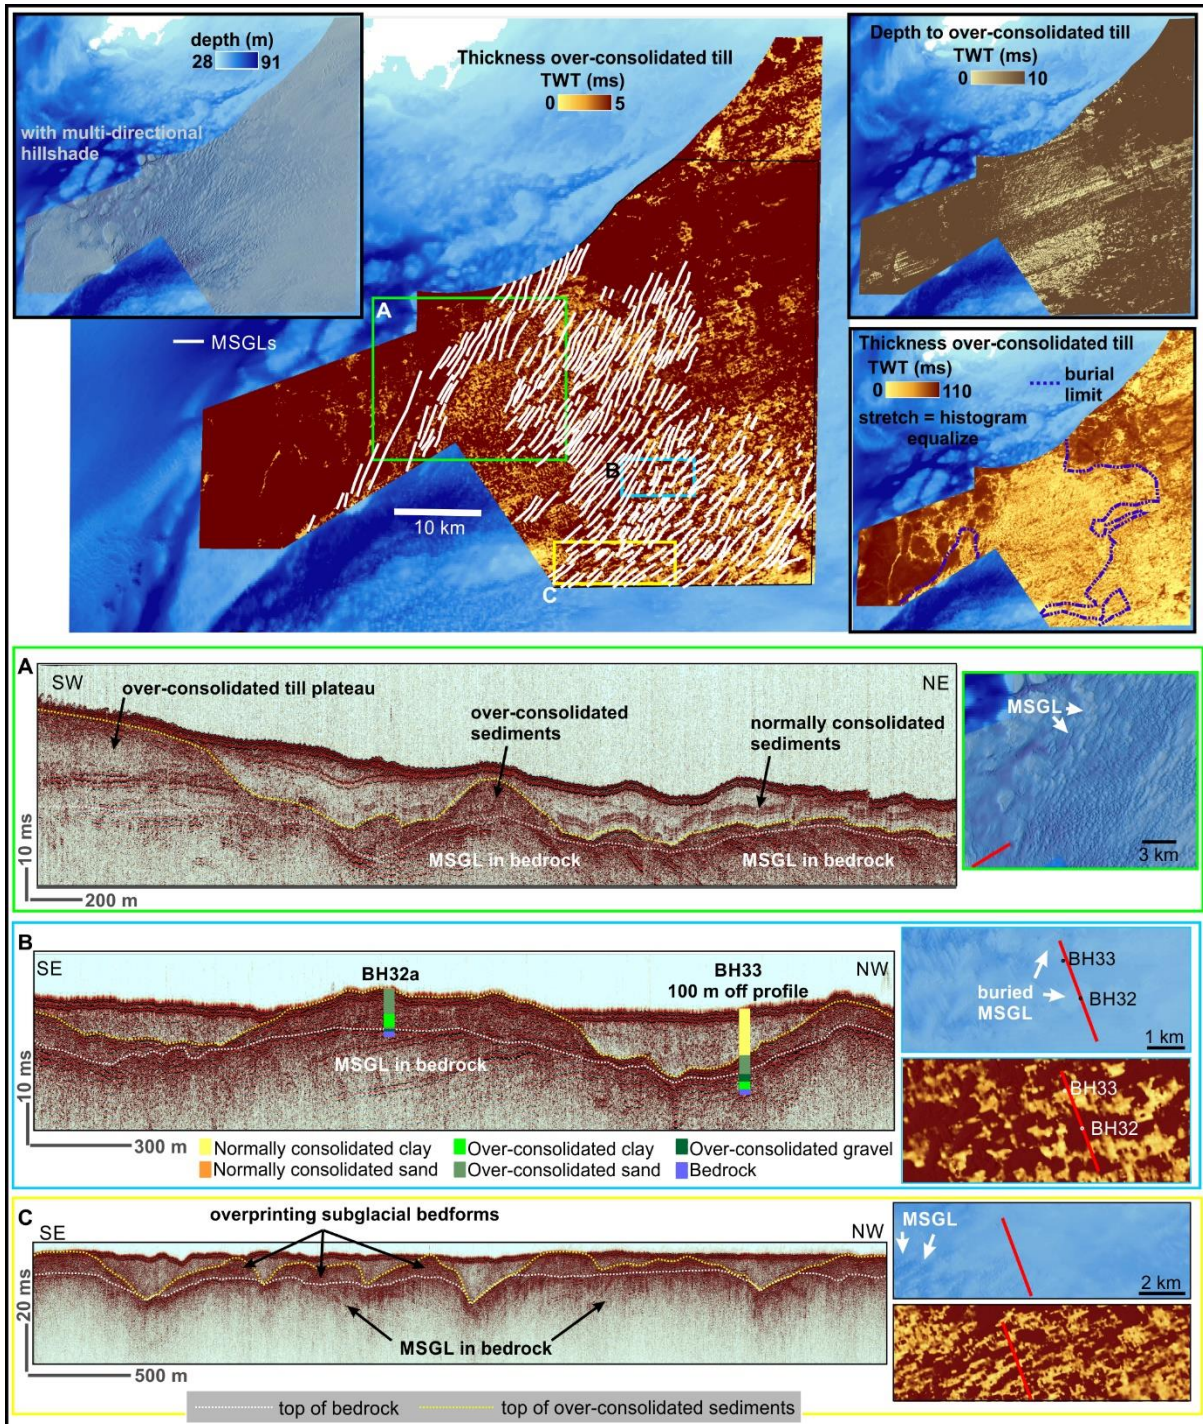 depth (m)
28 91
with multi-directional
hillshade
Thickness over-consolidated till
TWT (ms)
0 5
A
MSGLs
B
10 km
C
Depth to over-consolidated till
TWT (ms)
0 10
Thickness over-consolidated till
TWT (ms)
0 110
burial
limit
stretch = histogram
equalize
A
SW
NE
over-consolidated till plateau
over-consolidated
sediments
normally consolidated
sediments
MSGL in bedrock
MSGL in bedrock
10 ms
200 m
MSGL
3 km
B
SE
NW
BH32a
BH33
100 m off profile
MSGL in bedrock
10 ms
300 m
Normally consolidated clay
Over-consolidated clay
Over-consolidated gravel
Normally consolidated sand
Over-consolidated sand
Bedrock
BH33
buried
MSGL
BH32
1 km
BH33
BH32
C
SE
NW
overprinting subglacial bedforms
MSGL in bedrock
20 ms
500 m
MSGL
2 km
top of bedrock
top of over-consolidated sediments